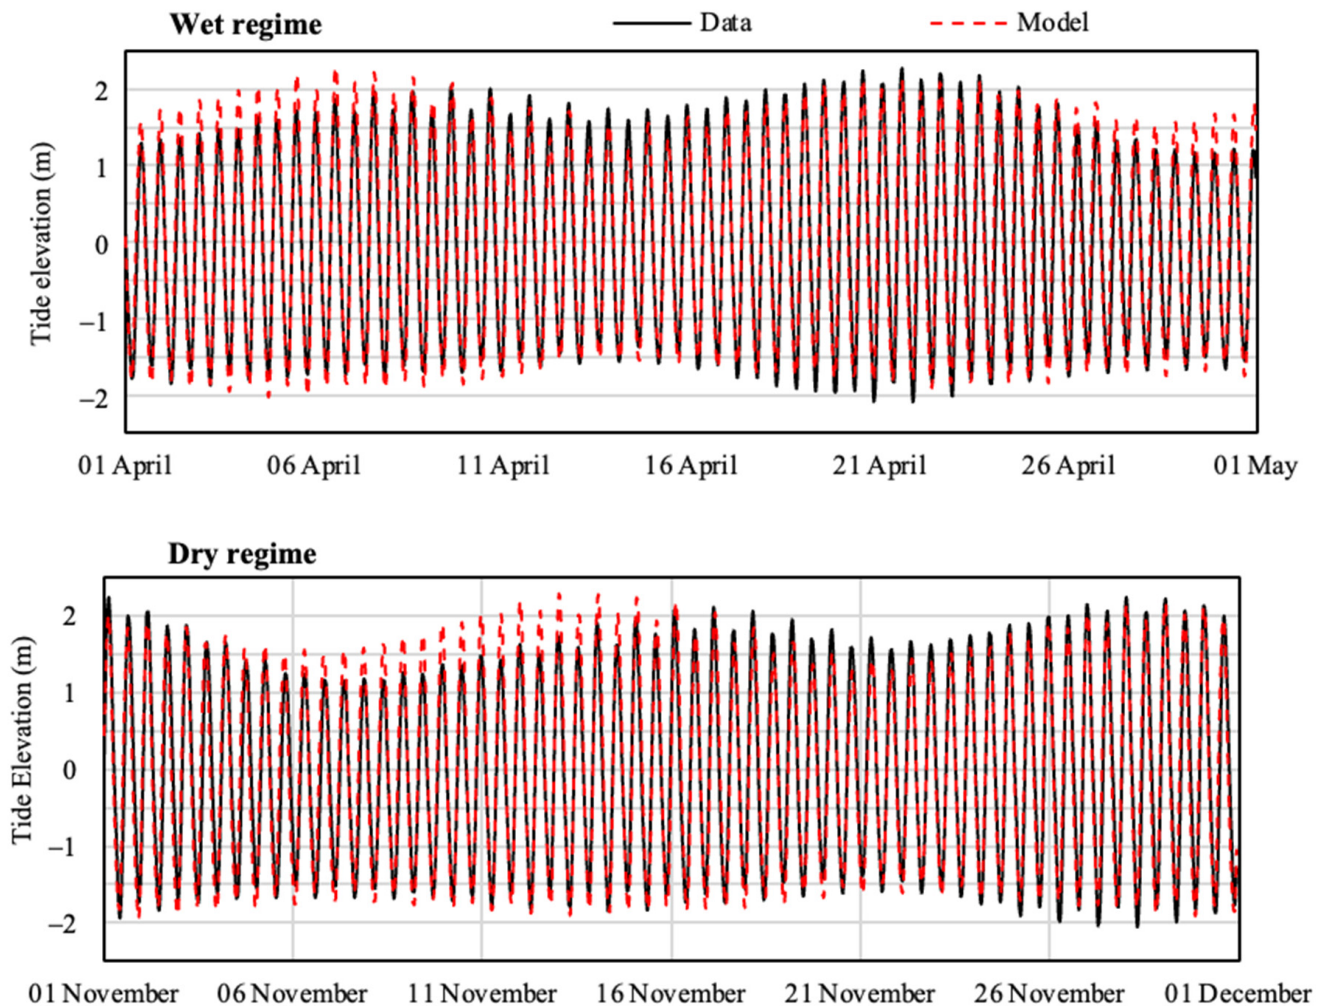 Wet regime
Data
Model
Tide elevation (m)
2
1
0
−1
−2
01 April
06 April
11 April
16 April
21 April
26 April
01 May
Dry regime
Tide Elevation (m)
2
1
0
−1
−2
01 November
06 November
11 November
16 November
21 November
26 November
01 December